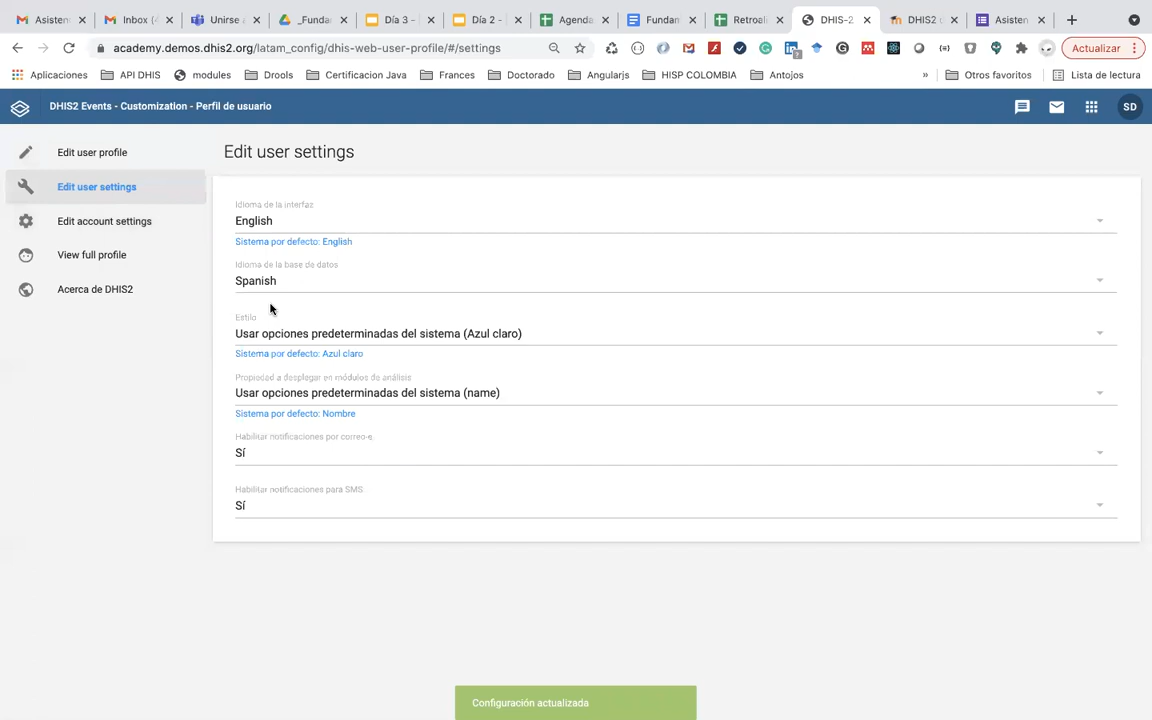 Asisten
Inbox (4
Unirse a
_Funda
Día 3 -
Día 2 -
Agenda
Fundam
Retroali
DHIS-2
DHIS2 c
Asisten
academy.demos.dhis2.org/latam_config/dhis-web-user-profile/#/settings
Actualizar
Aplicaciones
API DHIS
modules
Drools
Certificacion Java
Frances
Doctorado
Angularjs
HISP COLOMBIA
Antojos
»
Otros favoritos
Lista de lectura
DHIS2 Events - Customization - Perfil de usuario
SD
Edit user profile
Edit user settings
Edit account settings
View full profile
Acerca de DHIS2
Edit user settings
Idioma de la interfaz
English
Sistema por defecto: English
Idioma de la base de datos
Spanish
Estilo
Usar opciones predeterminadas del sistema (Azul claro)
Sistema por defecto: Azul claro
Propiedad a desplegar en módulos de análisis
Usar opciones predeterminadas del sistema (name)
Sistema por defecto: Nombre
Habilitar notificaciones por correo-e
Sí
Habilitar notificaciones para SMS
Sí
Configuración actualizada